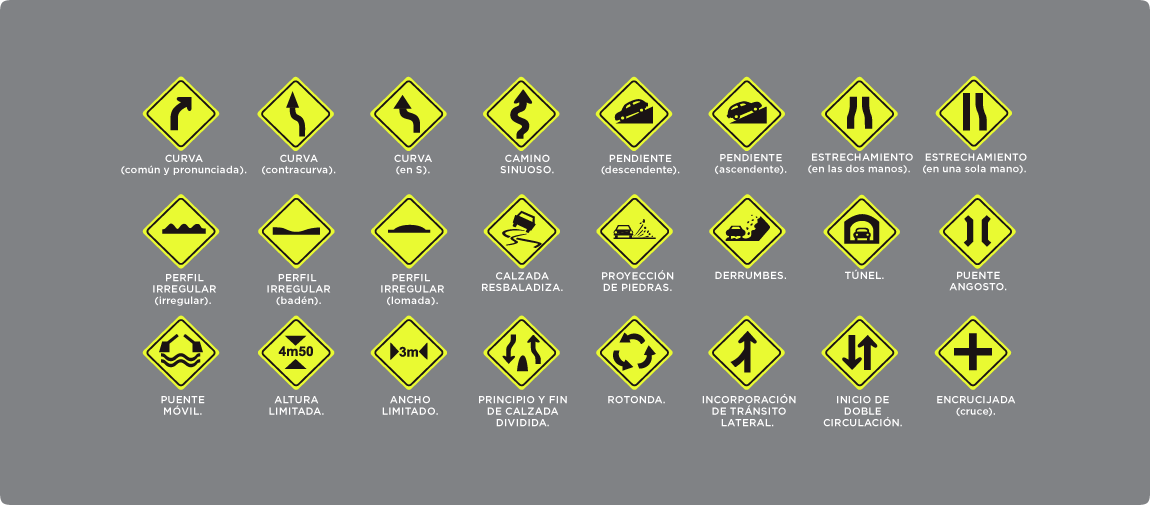 CURVA
(común y pronunciada).
CURVA
(contracurva).
CURVA
(en S).
CAMINO
SINUOSO.
PENDIENTE
(descendente).
PENDIENTE
(ascendente).
ESTRECHAMIENTO
(en las dos manos).
ESTRECHAMIENTO
(en una sola mano).
PERFIL
IRREGULAR
(irregular).
PERFIL
IRREGULAR
(badén).
PERFIL
IRREGULAR
(lomada).
CALZADA
RESBALADIZA.
PROYECCIÓN
DE PIEDRAS.
DERRUMBES.
TÚNEL.
PUENTE
ANGOSTO.
PUENTE
MÓVIL.
4m50
ALTURA
LIMITADA.
3m
ANCHO
LIMITADO.
PRINCIPIO Y FIN
DE CALZADA
DIVIDIDA.
ROTONDA.
INCORPORACIÓN
DE TRÁNSITO
LATERAL.
INICIO DE
DOBLE
CIRCULACIÓN.
ENCRUCIJADA
(cruce).